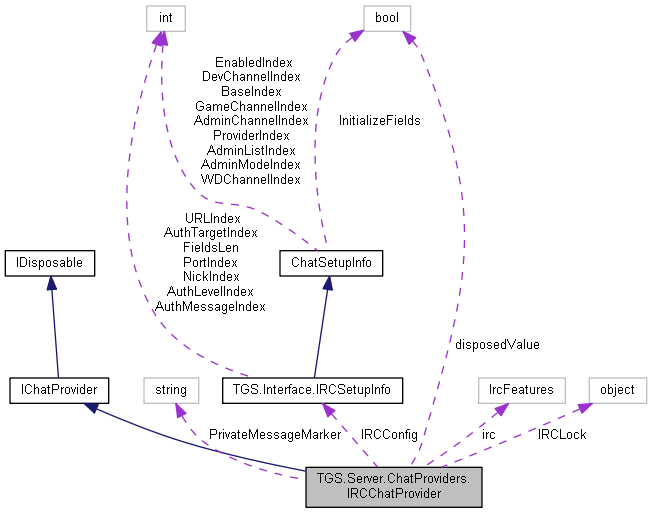 int
bool
EnabledIndex
DevChannelIndex
BaseIndex
GameChannelIndex
AdminChannelIndex
ProviderIndex
AdminListIndex
AdminModeIndex
WDChannelIndex
InitializeFields
URLIndex
AuthTargetIndex
FieldsLen
PortIndex
NickIndex
AuthLevelIndex
AuthMessageIndex
IDisposable
ChatSetupInfo
disposedValue
IChatProvider
string
TGS.Interface.IRCSetupInfo
IrcFeatures
object
PrivateMessageMarker
IRCConfig
irc
IRCLock
TGS.Server.ChatProviders.
IRCChatProvider